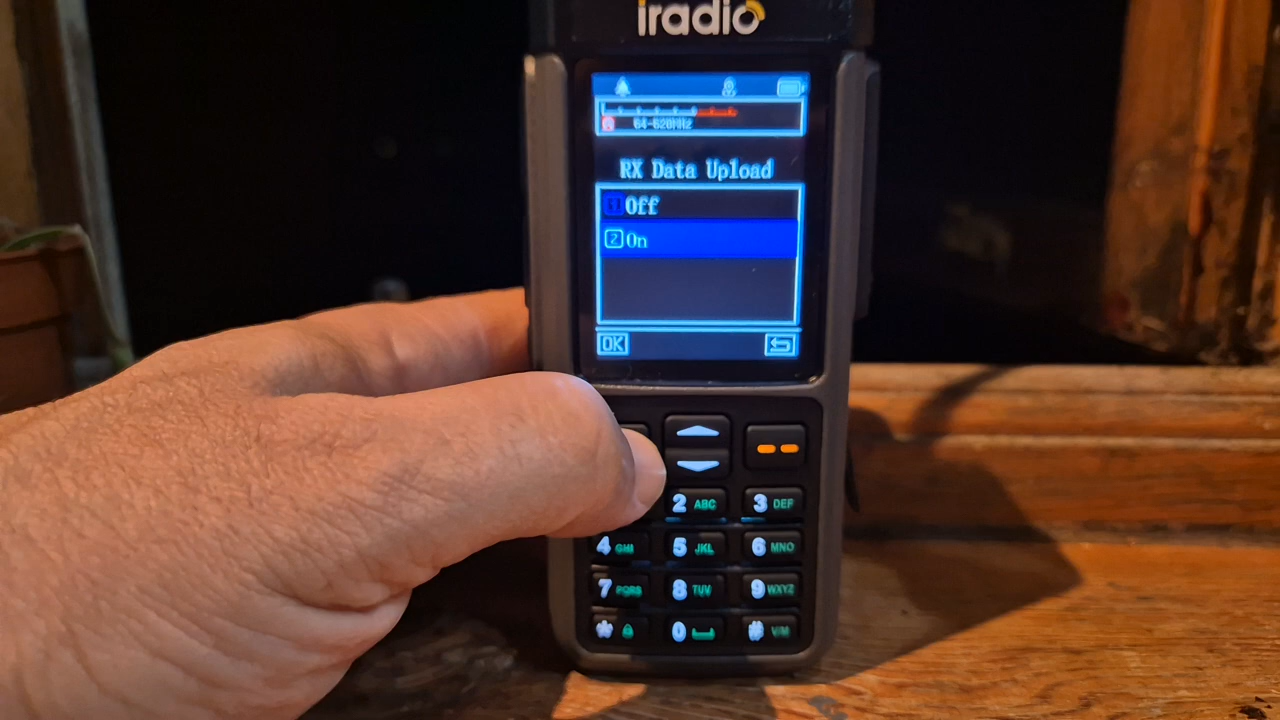 iradio
64-620MHz
RX Data Upload
1 Off
2 On
OK
2 ABC 3 DEF
4 GHI 5 JKL 6 MNO
7 PQRS 8 TUV 9 WXYZ
* 0 # V/M